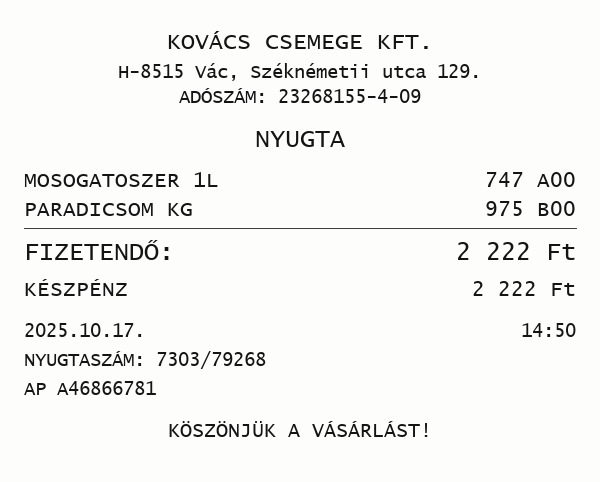 KOVÁCS CSEMEGE KFT.
H-8515 Vác, Széknémetii utca 129.
ADÓSZÁM: 23268155-4-09
NYUGTA
MOSOGATOSZER 1L 747 A00
PARADICSOM KG 975 B00
FIZETENDŐ: 2 222 Ft
KÉSZPÉNZ 2 222 Ft
2025.10.17. 14:50
NYUGTASZÁM: 7303/79268
AP A46866781
KÖSZÖNJÜK A VÁSÁRLÁST!